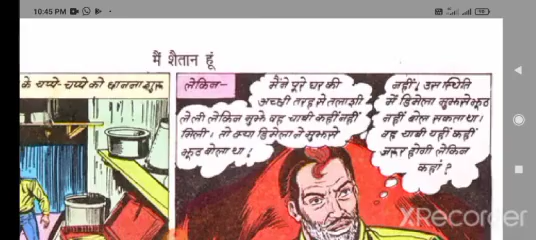 10:45 PM
मैं शैतान हूं
के चप्पे-चप्पे को छानना शुरू
लेकिन-
मैंने पूरे घर की
अच्छी तरह से तलाशी
ले ली लेकिन मुझे वह चाबी कहीं नहीं
मिली। तो क्या डिमेला ने मुझसे
झूठ बोला था!
नहीं! उस स्थिति
में डिमेला मुझसे झूठ
नहीं बोल सकता था।
वह चाबी यहीं कहीं
जरूर होगी लेकिन
कहां?
XRecorder